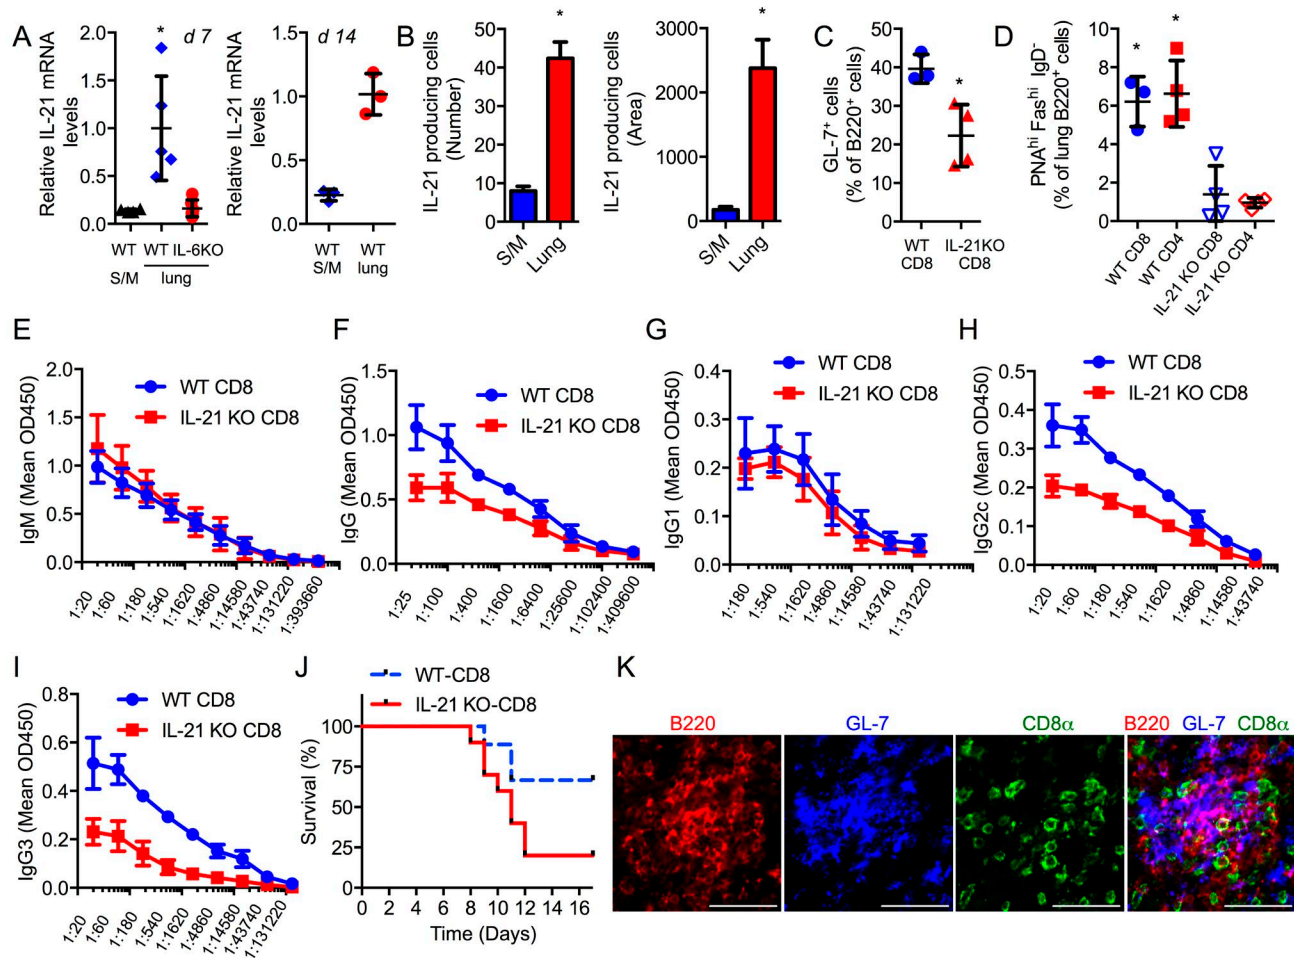 A
Relative IL-21 mRNA
levels
2.0
1.5
1.0
0.5
0.0
*
d 7
WT WT IL-6KO
S/M lung
Relative IL-21 mRNA
levels
1.5
1.0
0.5
0.0
d 14
WT WT
S/M lung
B
IL-21 producing cells
(Number)
50
40
30
20
10
0
*
S/M
Lung
IL-21 producing cells
(Area)
3000
2000
1000
0
*
S/M
Lung
C
GL-7+ cells
(% of B220+ cells)
50
40
30
20
10
0
*
WT IL-21KO
CD8 CD8
D
PNAhi Fashi IgD-
(% of lung B220+ cells)
10
8
6
4
2
0
*
*
WT CD8
WT CD4
IL-21 KO CD8
IL-21 KO CD4
E
IgM (Mean OD450)
2.0
1.5
1.0
0.5
0.0
WT CD8
IL-21 KO CD8
1:20
1:60
1:180
1:540
1:1620
1:4860
1:14580
1:43740
1:131220
1:393660
F
IgG (Mean OD450)
1.5
1.0
0.5
0.0
WT CD8
IL-21 KO CD8
1:25
1:100
1:400
1:1600
1:6400
1:25600
1:102400
1:409600
G
IgG1 (Mean OD450)
0.4
0.3
0.2
0.1
0.0
WT CD8
IL-21 KO CD8
1:180
1:540
1:1620
1:4860
1:14580
1:43740
1:131220
H
IgG2c (Mean OD450)
0.5
0.4
0.3
0.2
0.1
0.0
WT CD8
IL-21 KO CD8
1:20
1:60
1:180
1:540
1:1620
1:4860
1:14580
1:43740
I
IgG3 (Mean OD450)
0.8
0.6
0.4
0.2
0.0
WT CD8
IL-21 KO CD8
1:20
1:60
1:180
1:540
1:1620
1:4860
1:14580
1:43740
1:131220
J
WT-CD8
IL-21 KO-CD8
Survival (%)
100
75
50
25
0
0 2 4 6 8 10 12 14 16
Time (Days)
K
B220
GL-7
CD8α
B220 GL-7 CD8α